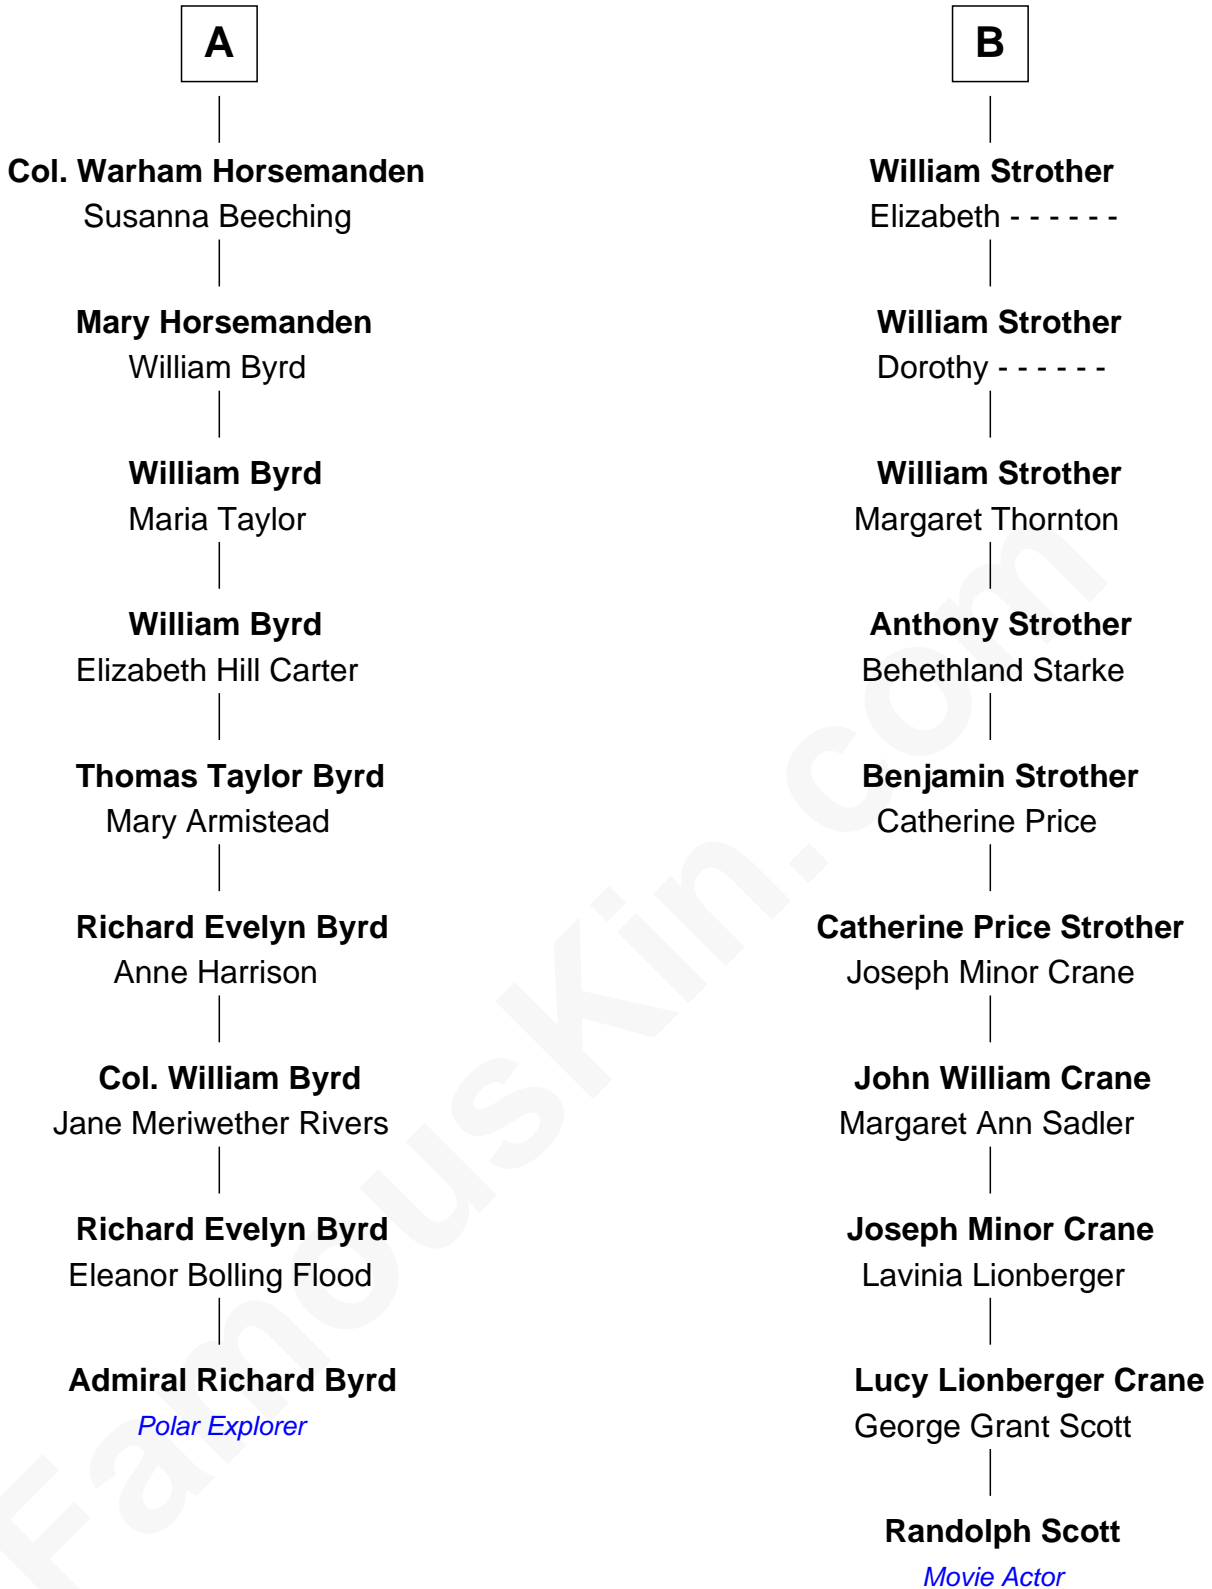 A
Col. Warham Horsemanden
Susanna Beeching
Mary Horsemanden
William Byrd
William Byrd
Maria Taylor
William Byrd
Elizabeth Hill Carter
Thomas Taylor Byrd
Mary Armistead
Richard Evelyn Byrd
Anne Harrison
Col. William Byrd
Jane Meriwether Rivers
Richard Evelyn Byrd
Eleanor Bolling Flood
Admiral Richard Byrd
Polar Explorer
B
William Strother
Elizabeth - - - - - -
William Strother
Dorothy - - - - - -
William Strother
Margaret Thornton
Anthony Strother
Behethland Starke
Benjamin Strother
Catherine Price
Catherine Price Strother
Joseph Minor Crane
John William Crane
Margaret Ann Sadler
Joseph Minor Crane
Lavinia Lionberger
Lucy Lionberger Crane
George Grant Scott
Randolph Scott
Movie Actor
FamousKin.com